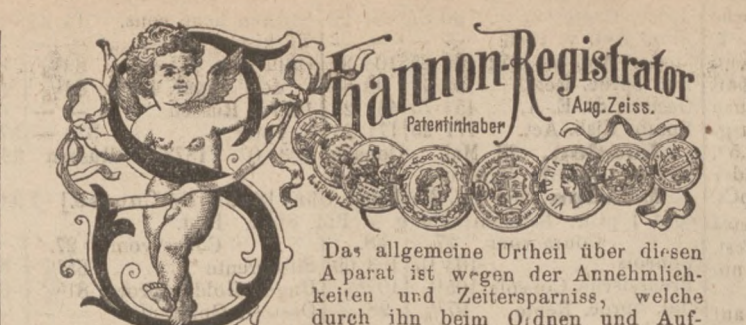 Shannon-Registrator
Patentinhaber Aug. Zeiss.
VICTORIA
Das allgemeine Urtheil über diesen
Aparat ist wegen der Annehmlich-
keiten und Zeitersparniss, welche
durch ihn beim Ordnen und Auf-